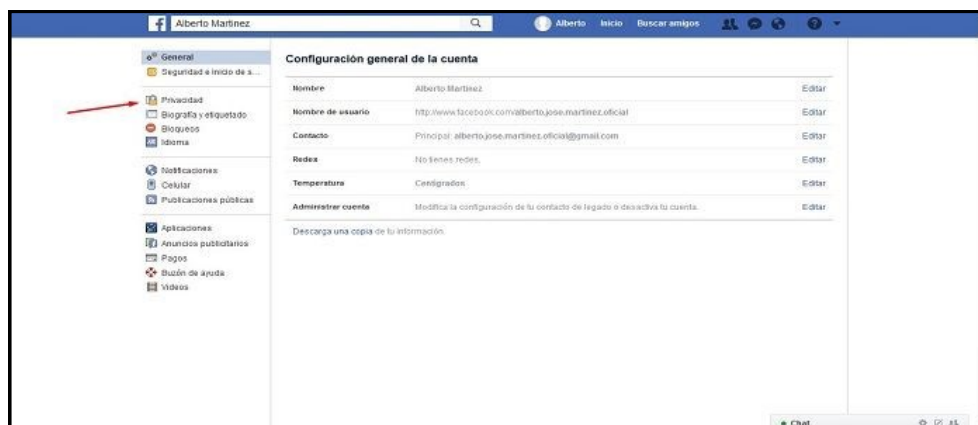 Alberto Martinez
Alberto Inicio Buscar amigos
General
Seguridad e inicio de s...
Privacidad
Biografía y etiquetado
Bloqueos
Idioma
Notificaciones
Celular
Publicaciones públicas
Aplicaciones
Anuncios publicitarios
Pagos
Buzón de ayuda
Videos
Configuración general de la cuenta
Nombre Alberto Martinez Editar
Nombre de usuario http://www.facebook.com/alberto.jose.martinez.oficial Editar
Contacto Principal: alberto.jose.martinez.oficial@gmail.com Editar
Redes No tienes redes. Editar
Temperatura Centígrados Editar
Administrar cuenta Modifica la configuración de tu contacto de legado o desactiva tu cuenta. Editar
Descarga una copia de tu información.
Chat